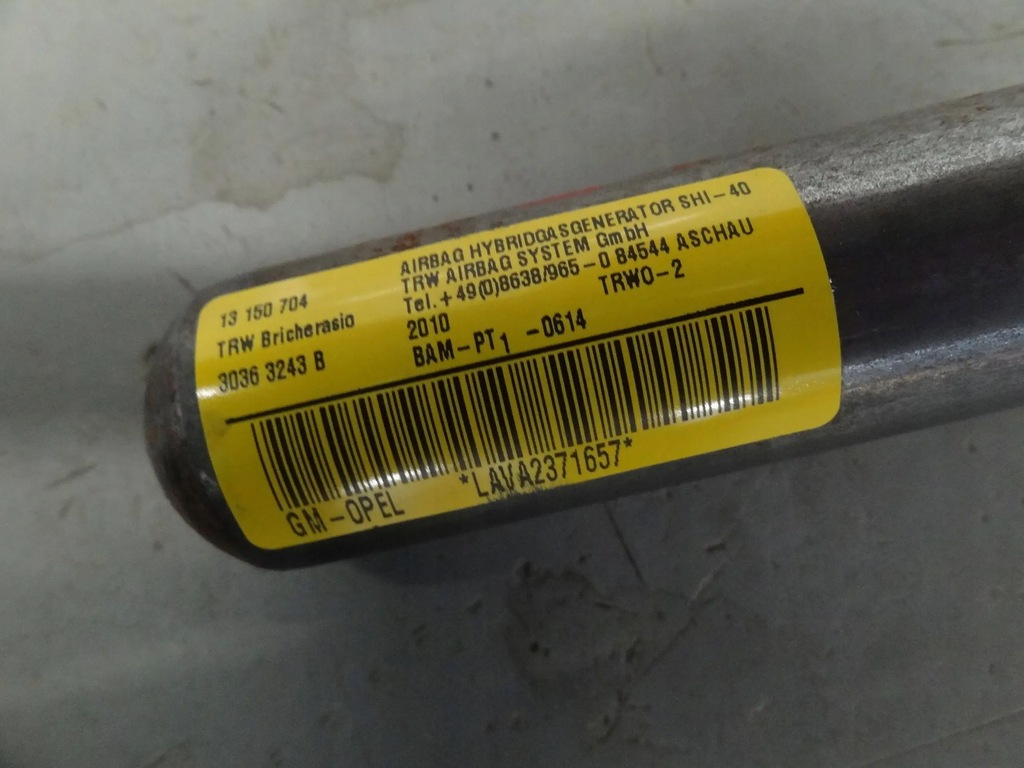 13 150 704
TRW Bricherasio
3036 3243 B
AIRBAG HYBRIDGASGENERATOR SHI-40
TRW AIRBAG SYSTEM GmbH
Tel. +49(0)8638/965-0 84544 ASCHAU
2010 TRWO-2
BAM-PT1 -0614
*LAVA2371657*
GM-OPEL